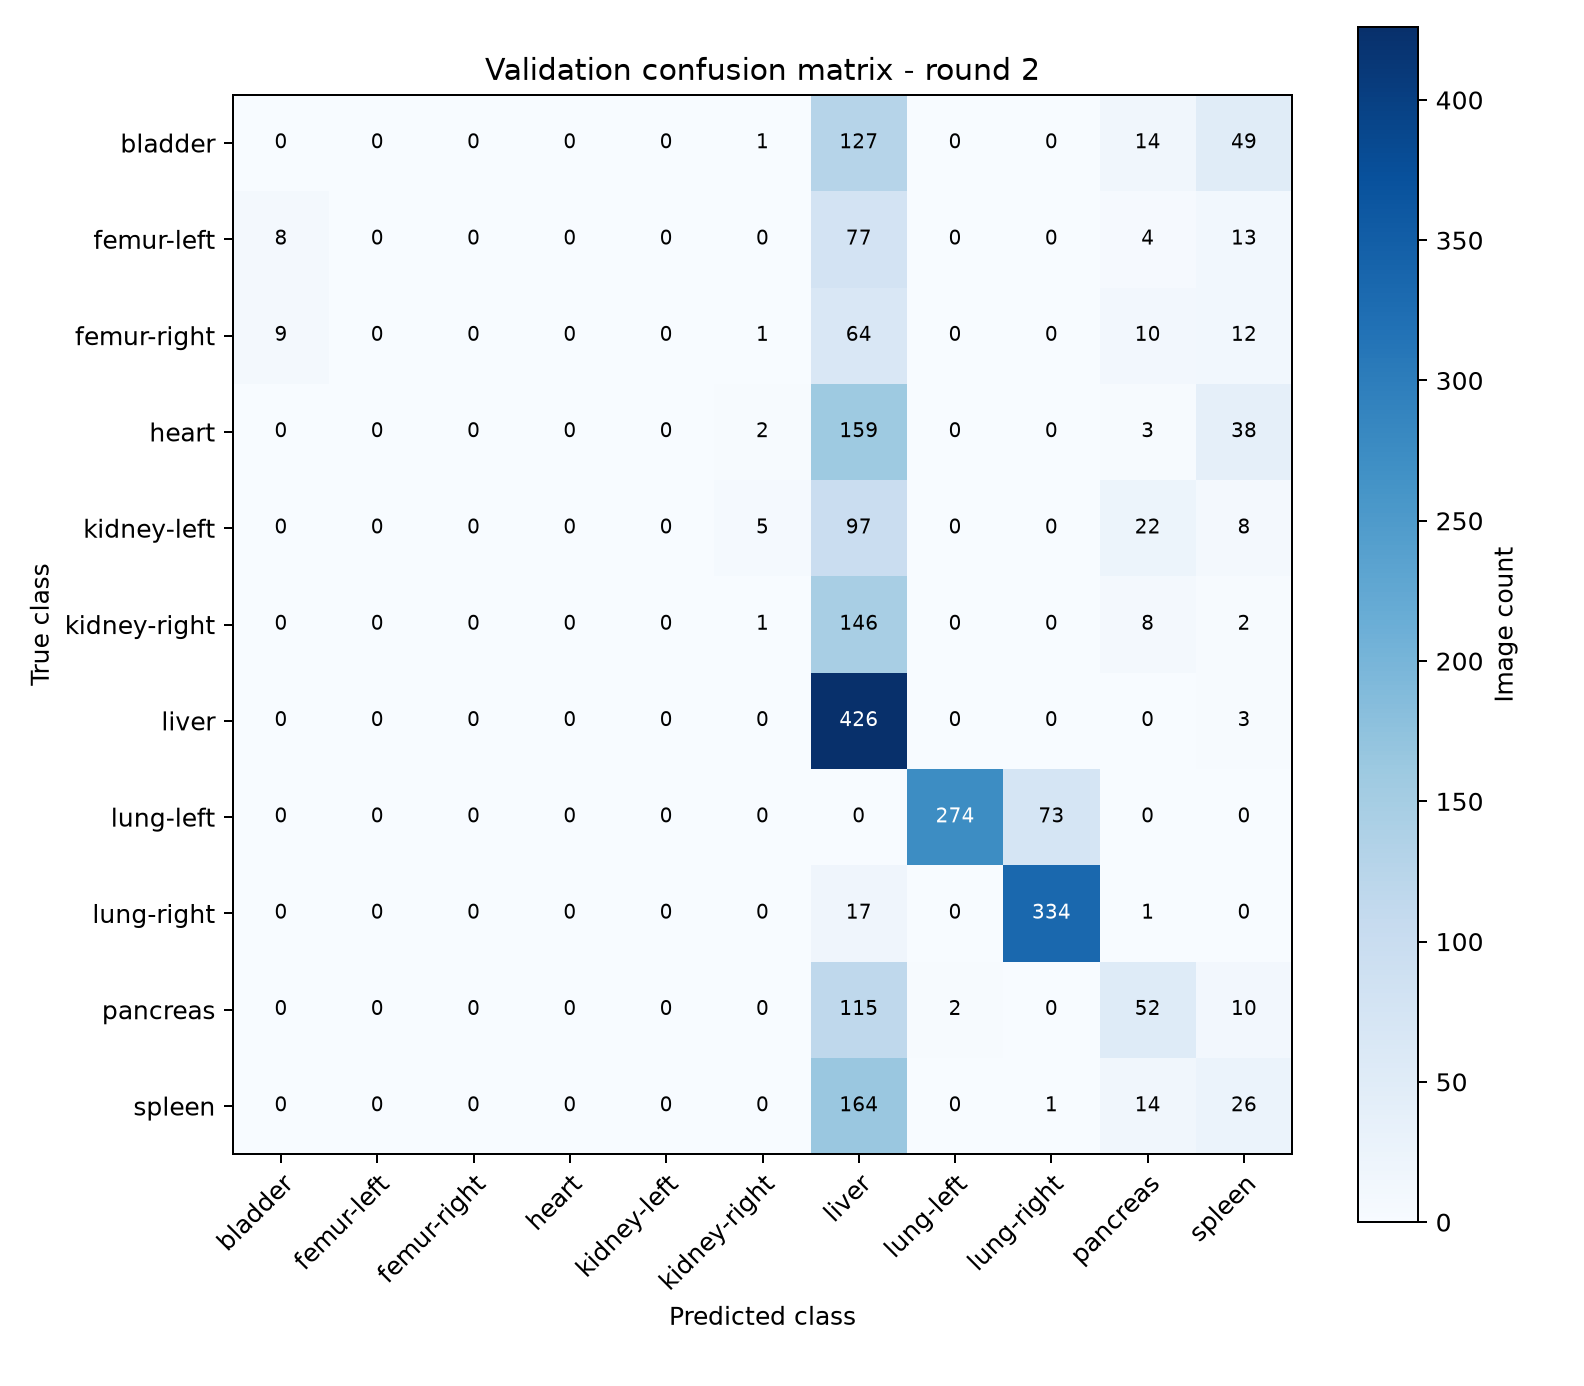 Validation confusion matrix - round 2
True class
bladder 0 0 0 0 0 1 127 0 0 14 49
femur-left 8 0 0 0 0 0 77 0 0 4 13
femur-right 9 0 0 0 0 1 64 0 0 10 12
heart 0 0 0 0 0 2 159 0 0 3 38
kidney-left 0 0 0 0 0 5 97 0 0 22 8
kidney-right 0 0 0 0 0 1 146 0 0 8 2
liver 0 0 0 0 0 0 426 0 0 0 3
lung-left 0 0 0 0 0 0 0 274 73 0 0
lung-right 0 0 0 0 0 0 17 0 334 1 0
pancreas 0 0 0 0 0 0 115 2 0 52 10
spleen 0 0 0 0 0 0 164 0 1 14 26
bladder femur-left femur-right heart kidney-left kidney-right liver lung-left lung-right pancreas spleen
Predicted class
400
350
300
250
200
150
100
50
0
Image count